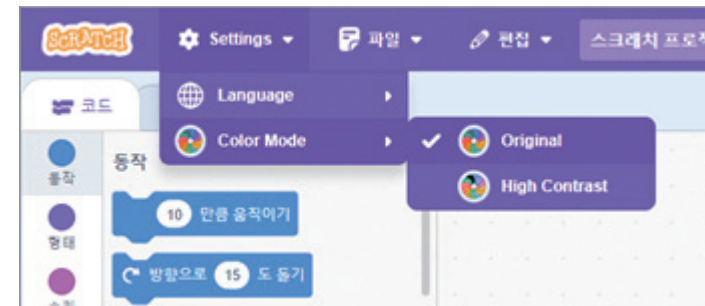 SCRATCH Settings 파일 편집 스크래치 프로젝
코드
Language
Color Mode
Original
High Contrast
동작
동작
10 만큼 움직이기
형태
방향으로 15 도 돌기